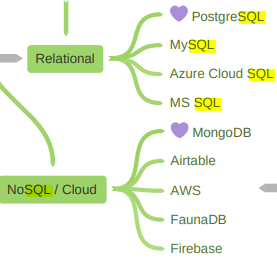 Relational
PostgreSQL
MySQL
Azure Cloud SQL
MS SQL
NoSQL / Cloud
MongoDB
Airtable
AWS
FaunaDB
Firebase